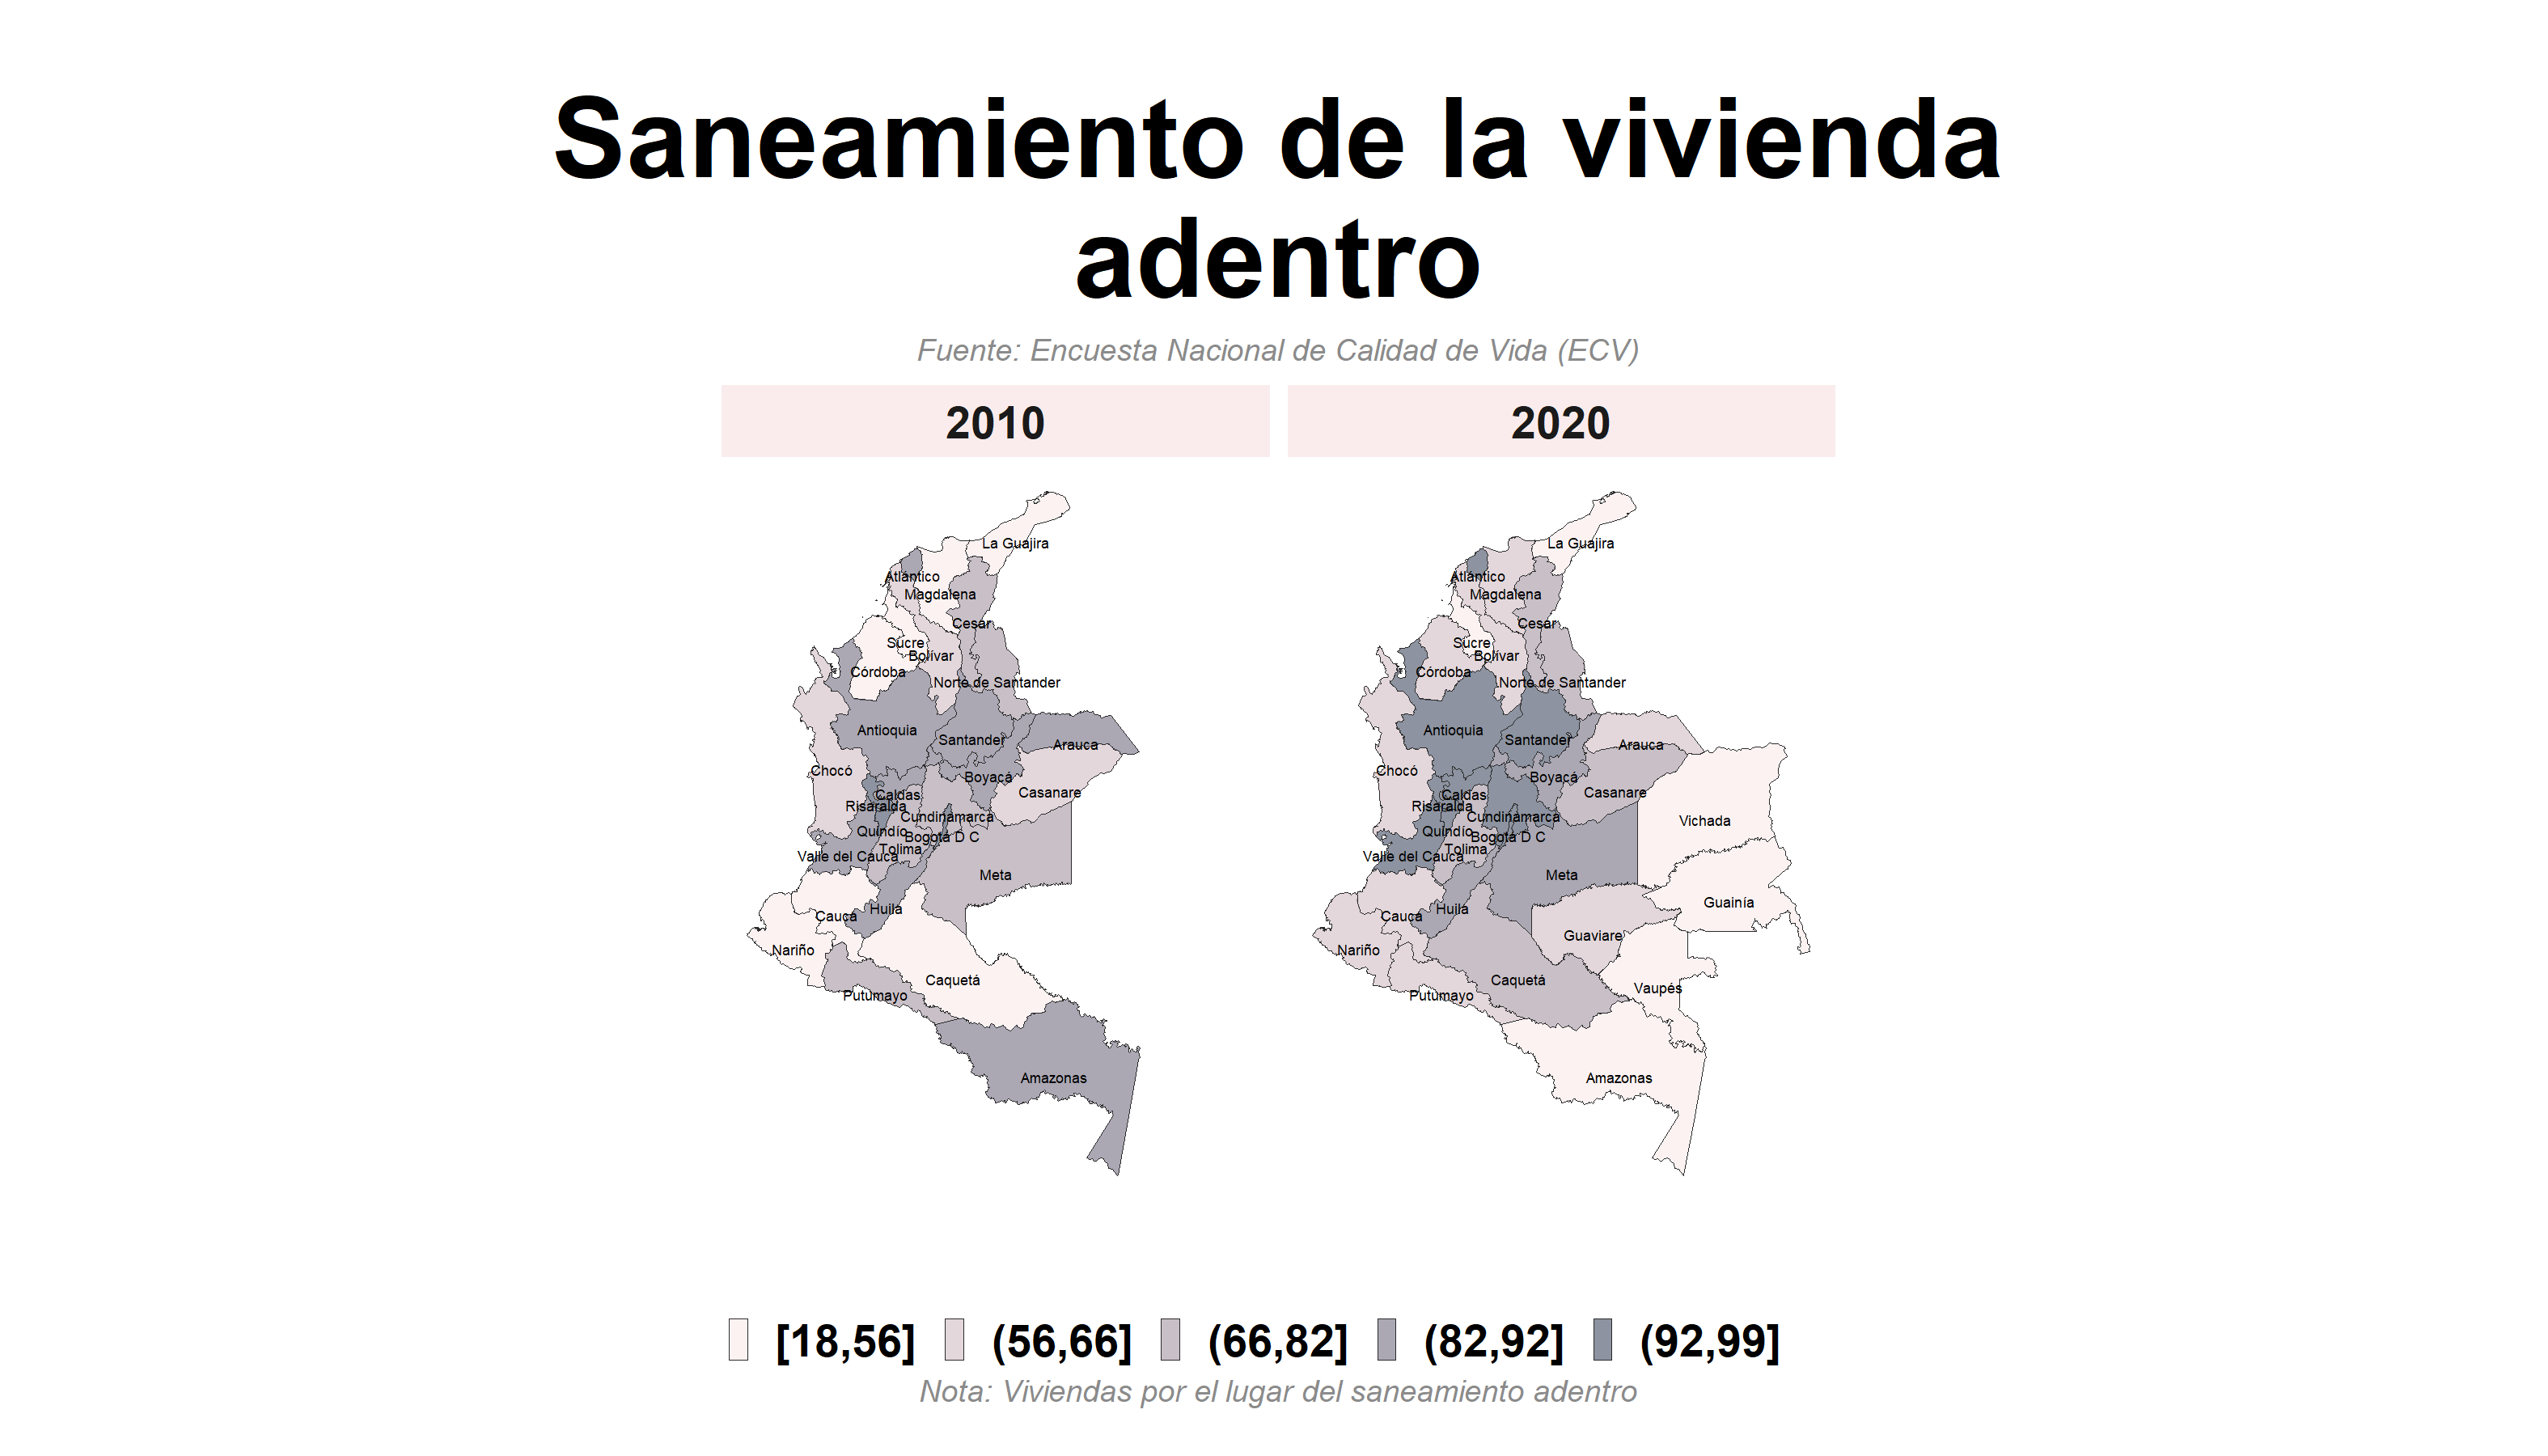 Saneamiento de la vivienda
adentro
Fuente: Encuesta Nacional de Calidad de Vida (ECV)
2010
2020
La Guajira
Atlántico
Magdalena
Cesar
Sucre
Bolívar
Córdoba
Norte de Santander
Antioquia
Santander
Arauca
Chocó
Boyacá
Casanare
Caldas
Risaralda
Cundinamarca
Quindío
Bogotá D C
Tolima
Valle del Cauca
Meta
Huila
Cauca
Nariño
Caquetá
Putumayo
Amazonas
La Guajira
Atlántico
Magdalena
Cesar
Sucre
Bolívar
Córdoba
Norte de Santander
Antioquia
Santander
Arauca
Chocó
Boyacá
Casanare
Caldas
Risaralda
Cundinamarca
Vichada
Quindío
Bogotá D C
Tolima
Valle del Cauca
Meta
Guainía
Huila
Cauca
Guaviare
Nariño
Caquetá
Vaupés
Putumayo
Amazonas
[18,56] (56,66] (66,82] (82,92] (92,99]
Nota: Viviendas por el lugar del saneamiento adentro